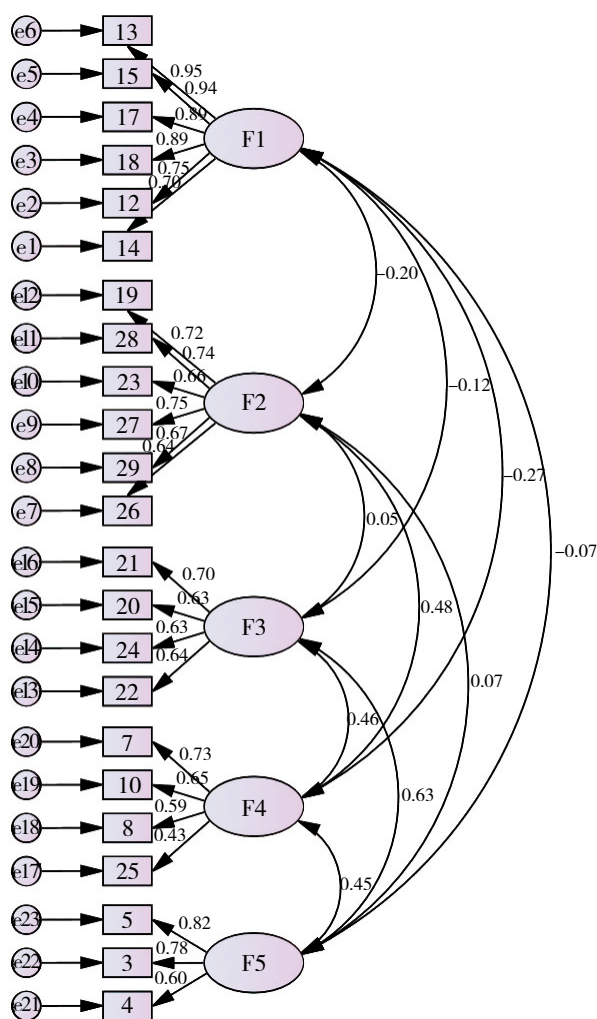 e6 13
0.95
e5 15
0.94
e4 17
0.89
F1
0.89
e3 18
0.75
0.70
e2 12
e1 14
−0.20
e12 19
0.72
e11 28
0.74
0.66
e10 23
−0.12
F2
0.75
e9 27
0.67
0.64
e8 29
−0.27
e7 26
0.05
−0.07
e16 21
0.70
0.63
e15 20
0.48
F3
0.63
e14 24
0.64
e13 22
0.07
0.46
e20 7
0.73
0.65
e19 10
0.63
F4
0.59
e18 8
0.43
e17 25
0.45
e23 5
0.82
0.78
e22 3
F5
0.60
e21 4